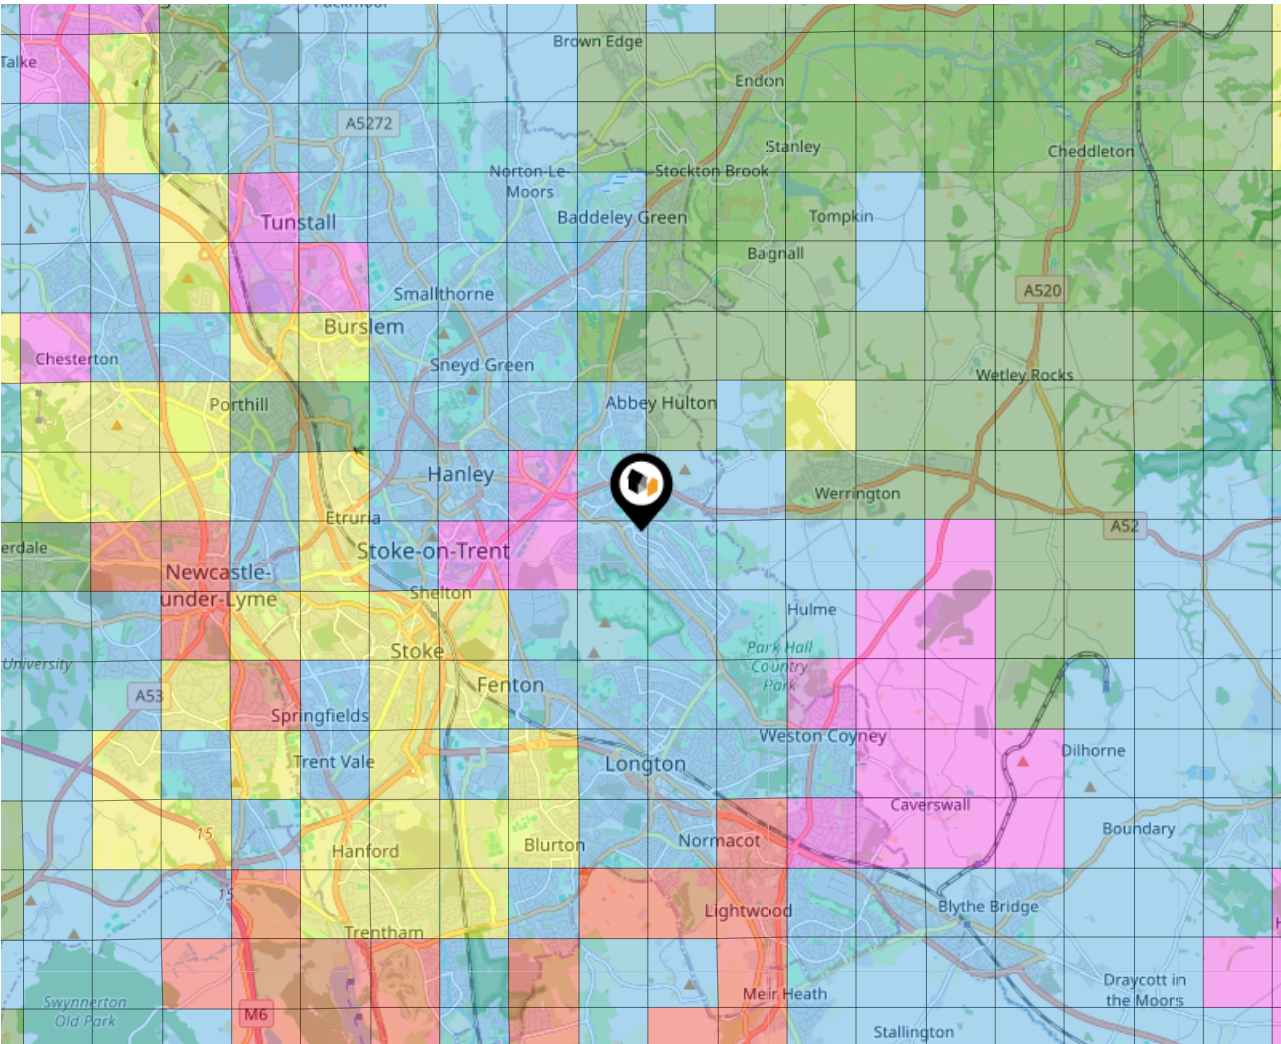 Talke
Brown Edge
Endon
A5272
Stanley
Cheddleton
Norton-Le-
Moors
Stockton Brook
Tunstall
Baddeley Green
Tompkin
Bagnall
Smallthorne
A520
Burslem
Chesterton
Sneyd Green
Wetley Rocks
Porthill
Abbey Hulton
Hanley
Werrington
Etruria
A52
erdale
Stoke-on-Trent
Newcastle-
under-Lyme
Shelton
Hulme
Stoke
Park Hall
Country
Park
University
A53
Fenton
Springfields
Weston Coyney
Trent Vale
Longton
Dilhorne
Caverswall
15
Hanford
Blurton
Normacot
Boundary
15
Lightwood
Blythe Bridge
H
Trentham
Swynnerton
Old Park
M6
Meir Heath
Draycott in
the Moors
Stallington